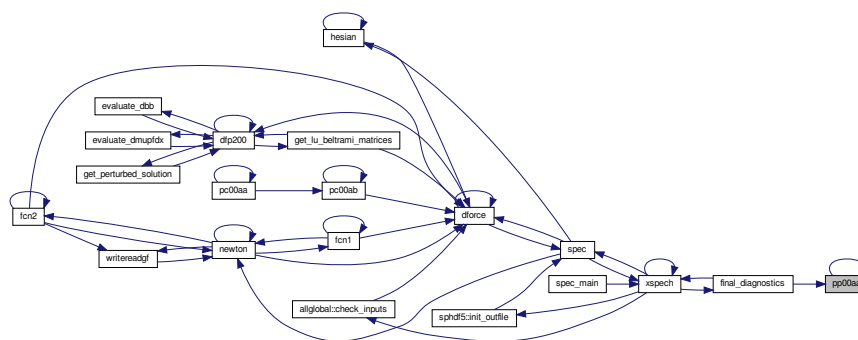 hesian
evaluate_dbb
evaluate_dmupfdx
dfp200
get_lu_beltrami_matrices
get_perturbed_solution
pc00aa
pc00ab
fcn2
dforce
fcn1
writereadgf
newton
spec
spec_main
xspech
final_diagnostics
pp00aa
allglobal::check_inputs
sphdf5::init_outfile